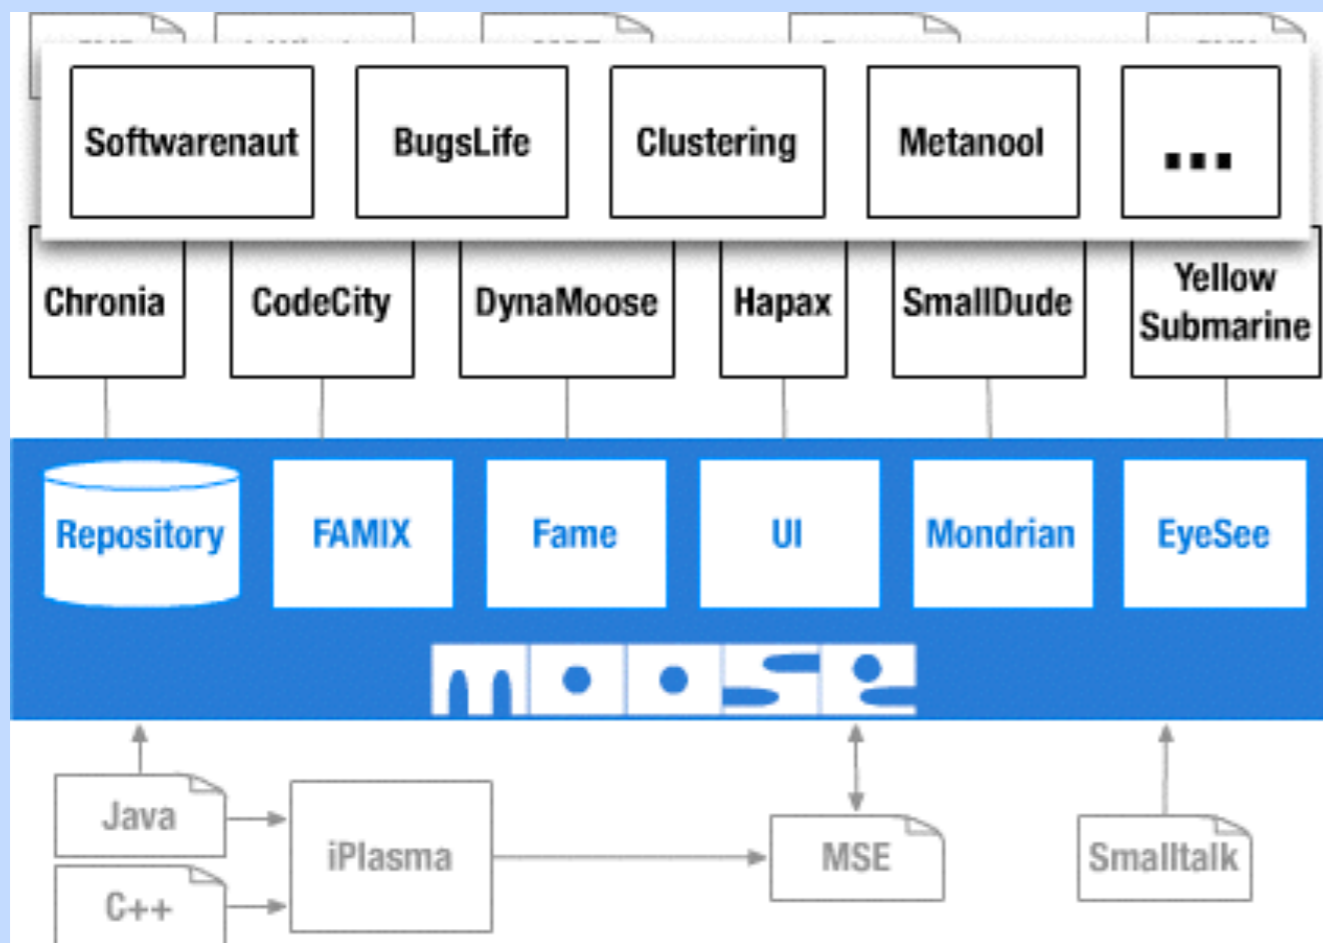 Softwarenaut BugsLife Clustering Metanool ...
Chronia CodeCity DynaMoose Hapax SmallDude Yellow
Submarine
Repository FAMIX Fame UI Mondrian EyeSee
moose
Java
iPlasma MSE Smalltalk
C++